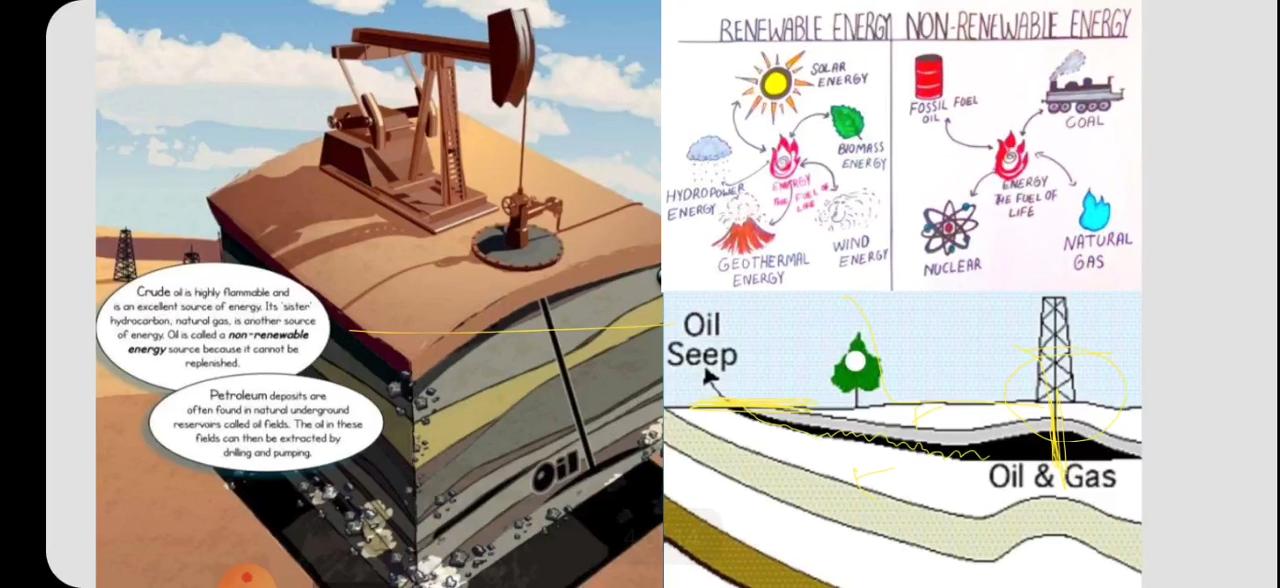 Crude oil is highly flammable and
is an excellent source of energy. Its 'sister'
hydrocarbon, natural gas, is another source
of energy. Oil is called a non-renewable
energy source because it cannot be
replenished.
Petroleum deposits are
often found in natural underground
reservoirs called oil fields. The oil in these
fields can then be extracted by
drilling and pumping.
Oil
RENEWABLE ENERGY
SOLAR
ENERGY
BIOMASS
ENERGY
HYDROPOWER
ENERGY
ENERGY
THE FUEL OF
LIFE
WIND
ENERGY
GEOTHERMAL
ENERGY
NON-RENEWABLE ENERGY
FOSSIL FUEL
OIL
COAL
ENERGY
THE FUEL OF
LIFE
NUCLEAR
NATURAL
GAS
Oil
Seep
Oil & Gas